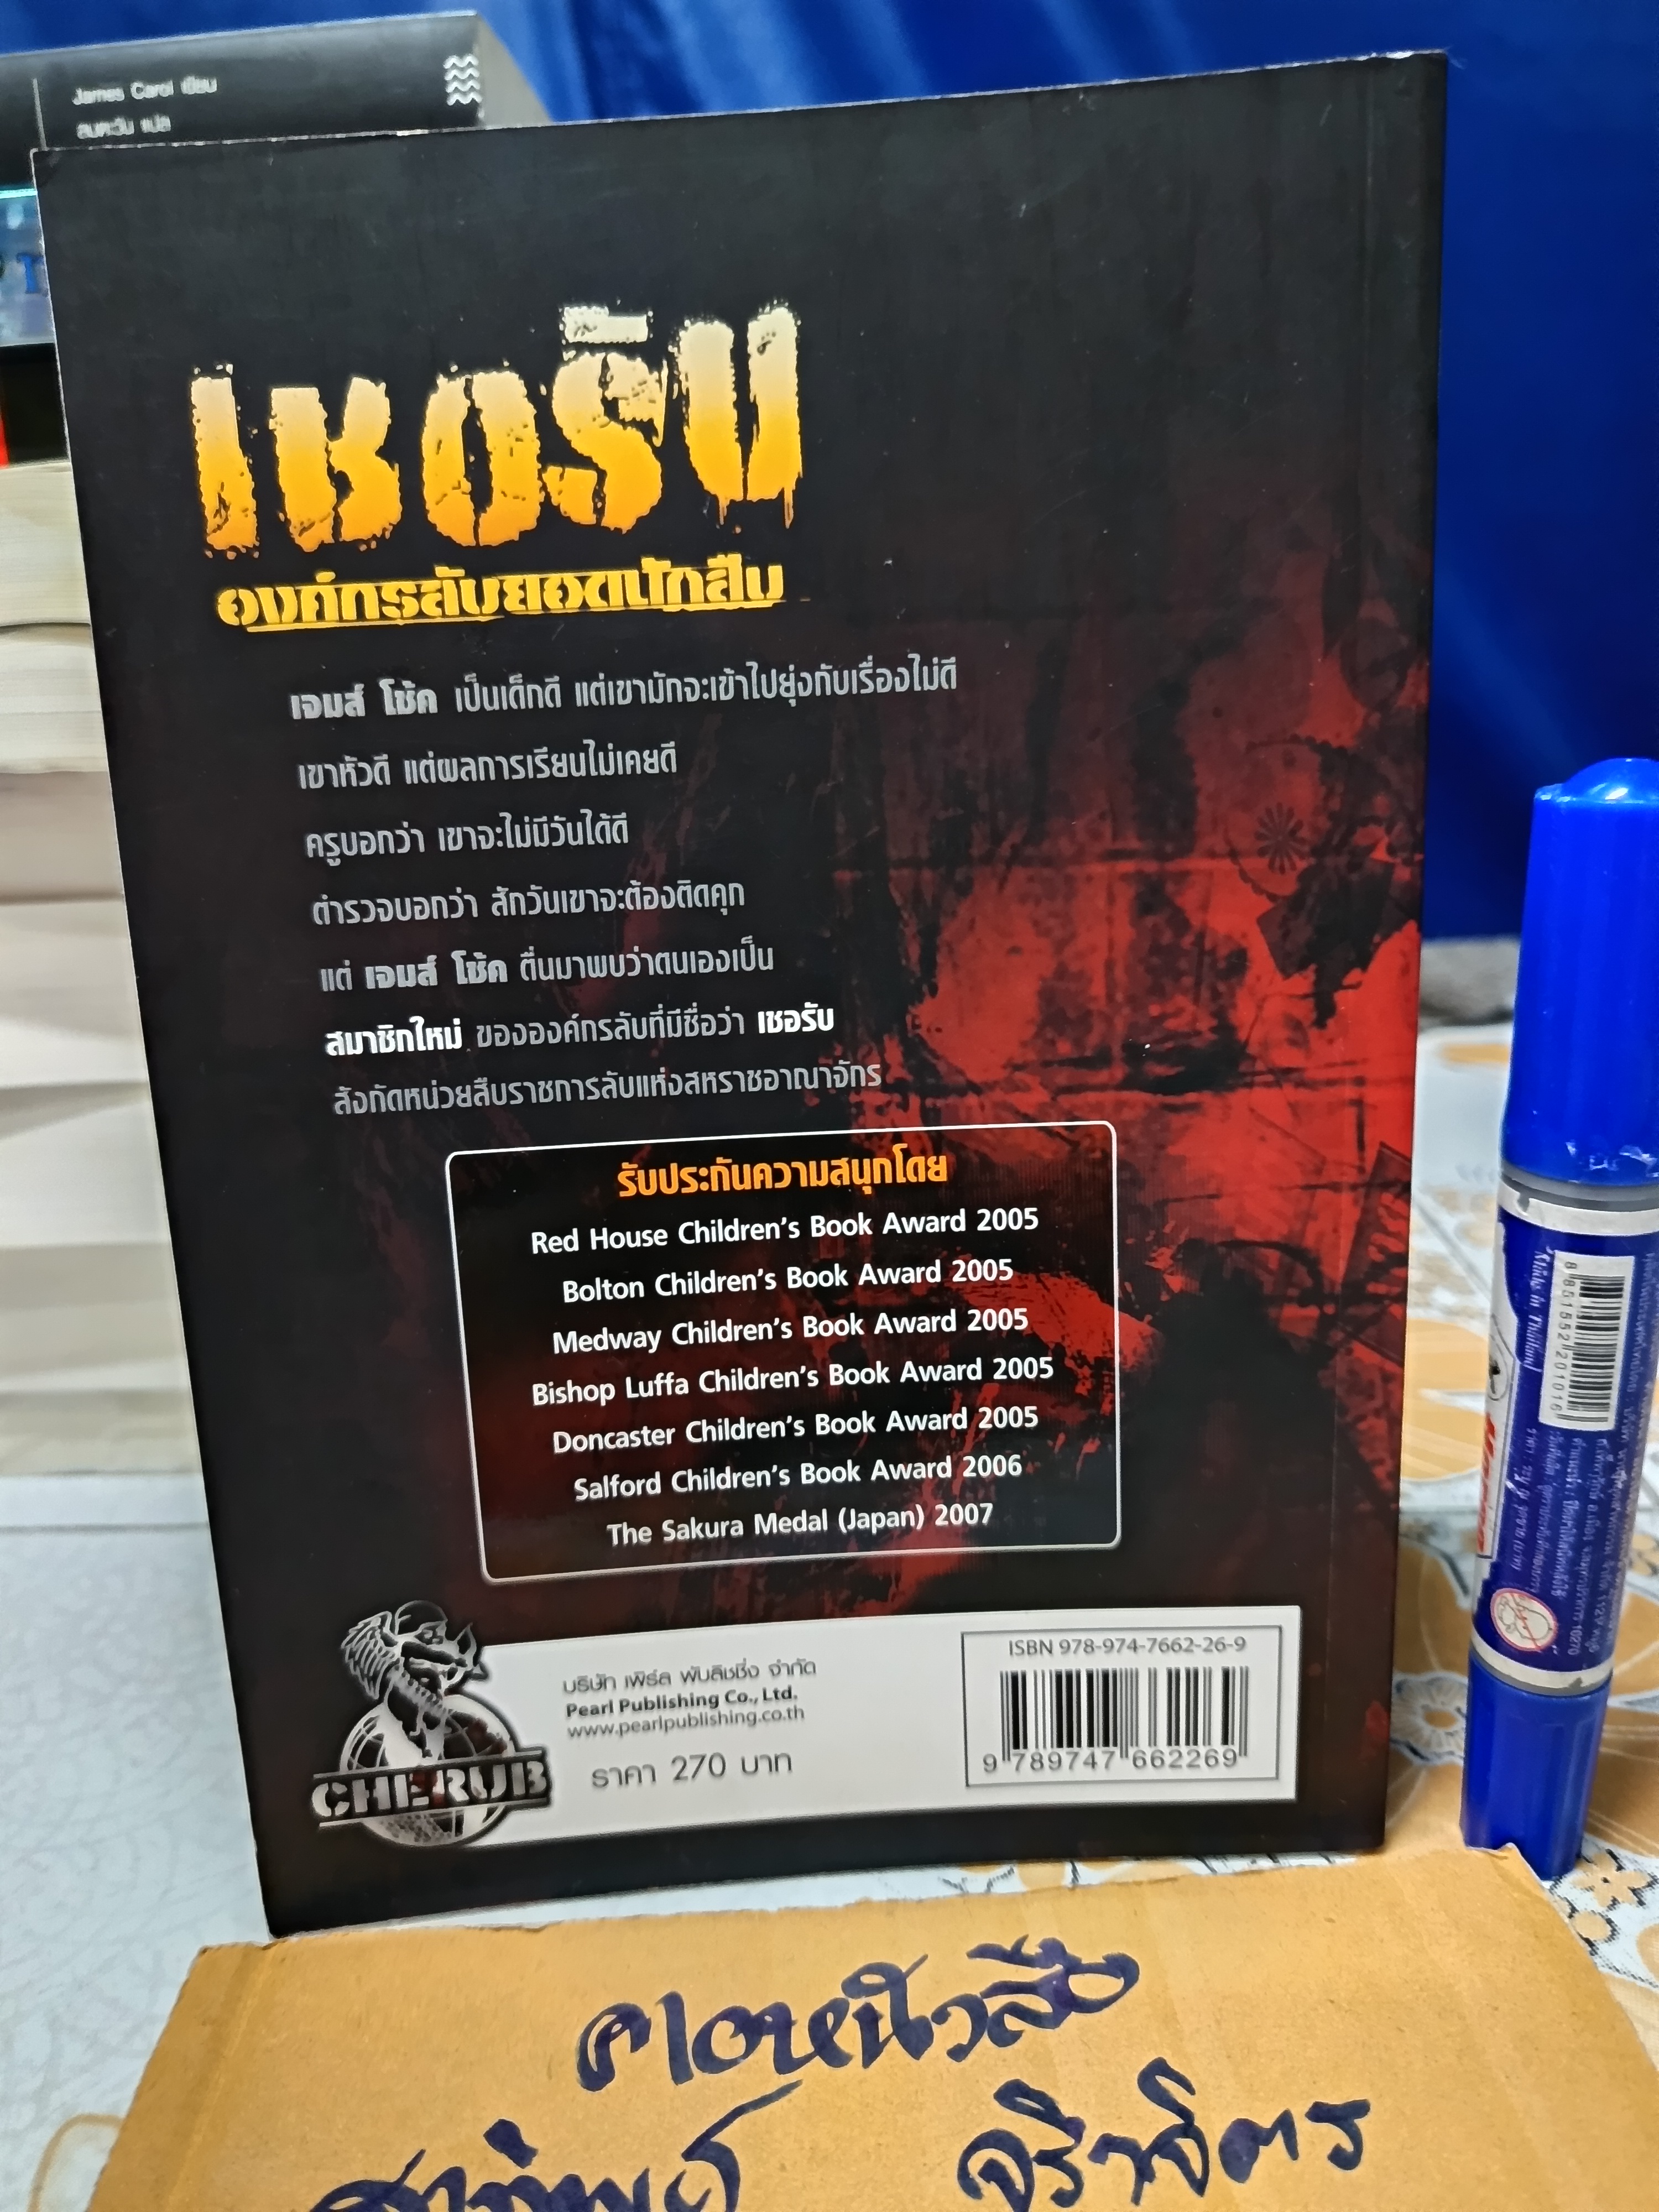 James Carol เขียน
แปล
เชอรับ
องค์กรลับยอดนักสืบ
เจมส์ โช้ค เป็นเด็กดี แต่เขามักจะเข้าไปยุ่งกับเรื่องไม่ดี
เขาหัวดี แต่ผลการเรียนไม่เคยดี
ครูบอกว่า เขาจะไม่มีวันได้ดี
ตำรวจบอกว่า สักวันเขาจะต้องติดคุก
แต่ เจมส์ โช้ค ตื่นมาพบว่าตนเองเป็น
สมาชิกใหม่ ขององค์กรลับที่มีชื่อว่า เชอรับ
สังกัดหน่วยสืบราชการลับแห่งสหราชอาณาจักร
รับประกันความสนุกโดย
Red House Children's Book Award 2005
Bolton Children's Book Award 2005
Medway Children's Book Award 2005
Bishop Luffa Children's Book Award 2005
Doncaster Children's Book Award 2005
Salford Children's Book Award 2006
The Sakura Medal (Japan) 2007
CHERUB
บริษัท เพิร์ล พับลิชชิ่ง จำกัด
Pearl Publishing Co., Ltd.
www.pearlpublishing.co.th
ราคา 270 บาท
ISBN 978-974-7662-26-9
9 789747 662269
8 851552 201016
Made in Thailand